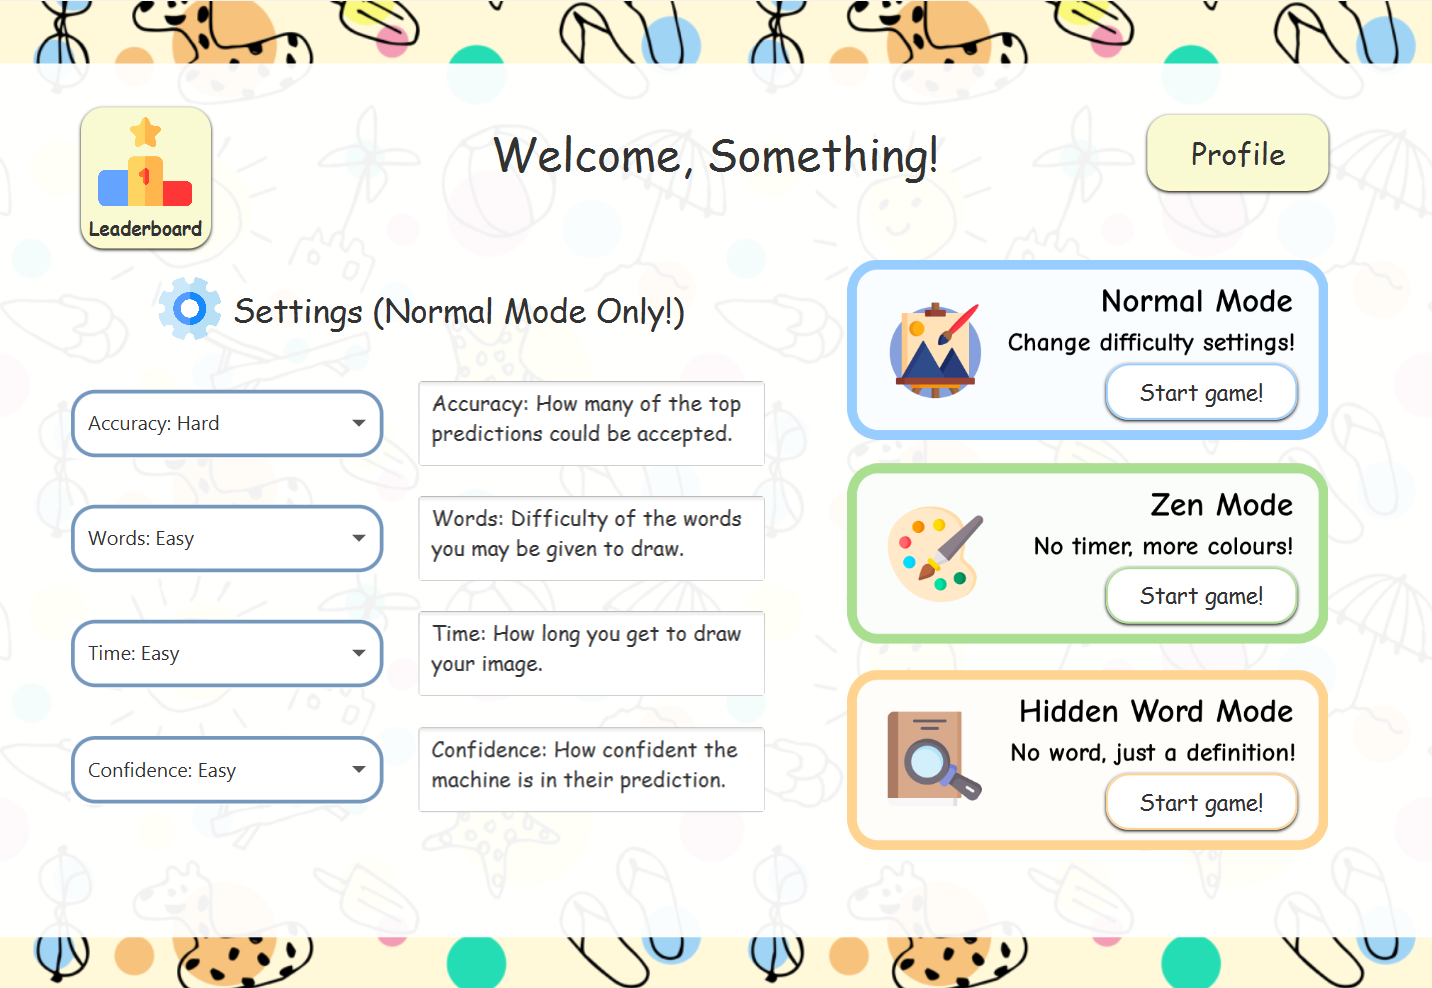 Welcome, Something!
Profile
1
Leaderboard
Settings (Normal Mode Only!)
Accuracy: Hard
Accuracy: How many of the top
predictions could be accepted.
Words: Easy
Words: Difficulty of the words
you may be given to draw.
Time: Easy
Time: How long you get to draw
your image.
Confidence: Easy
Confidence: How confident the
machine is in their prediction.
Normal Mode
Change difficulty settings!
Start game!
Zen Mode
No timer, more colours!
Start game!
Hidden Word Mode
No word, just a definition!
Start game!